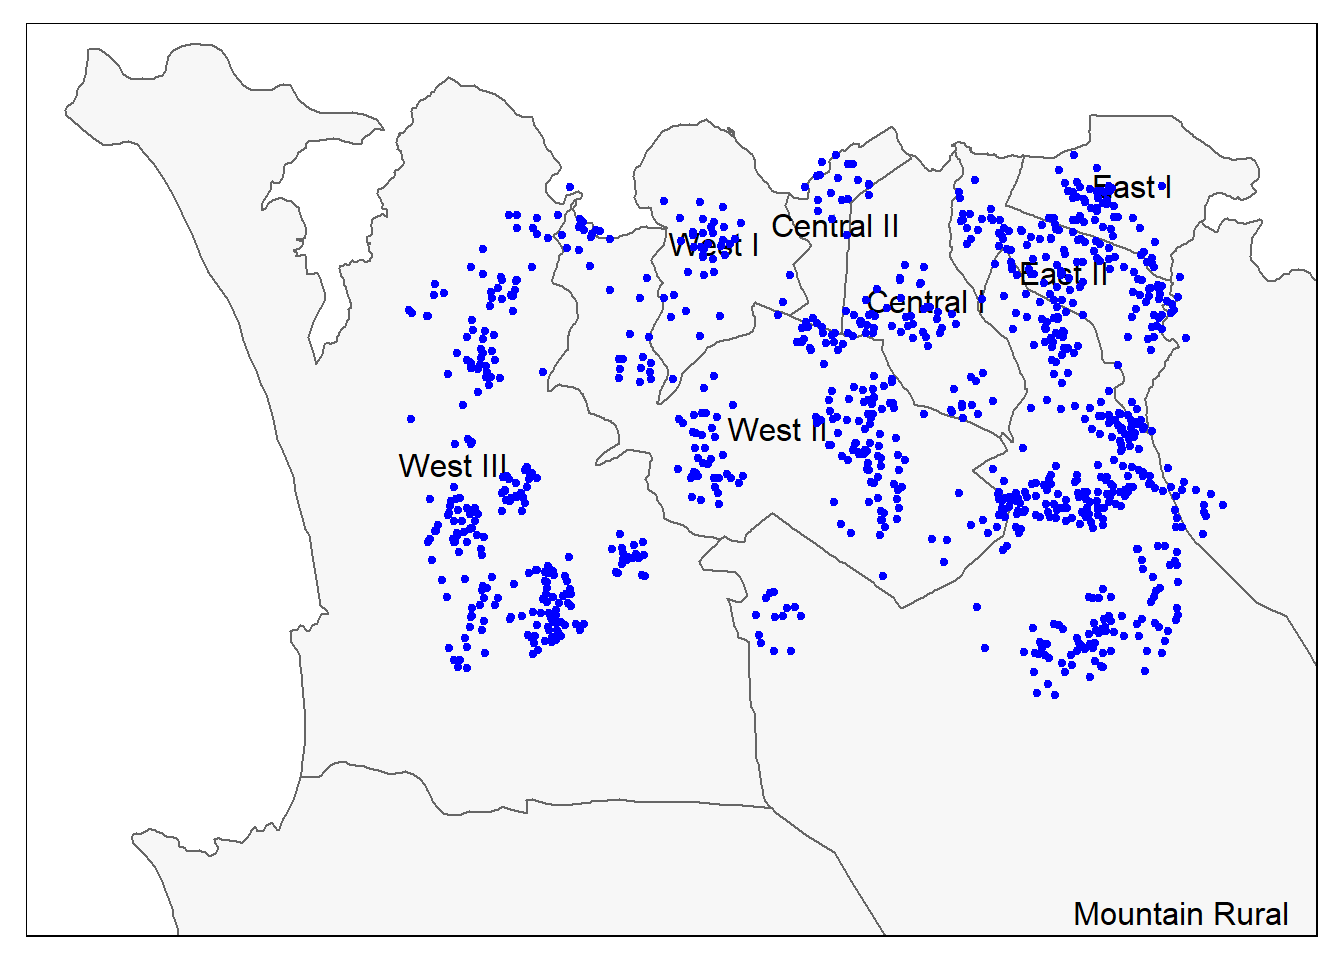 East I
Central II
West I
East II
Central I
West II
West III
Mountain Rural